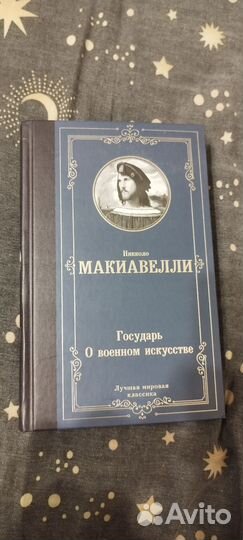 Никколо
МАКИАВЕЛЛИ
Государь
О военном искусстве
Лучшая мировая
классика
Avito